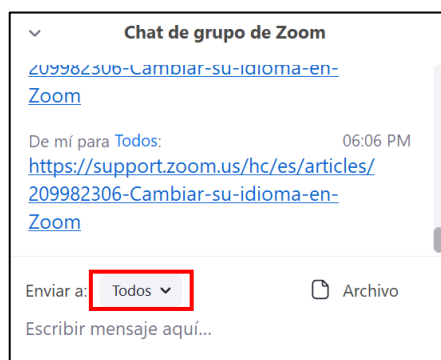 Chat de grupo de Zoom
209982306-Cambiar-su-idioma-en-
Zoom
De mí para Todos: 06:06 PM
https://support.zoom.us/hc/es/articles/
209982306-Cambiar-su-idioma-en-
Zoom
Enviar a: Todos Archivo
Escribir mensaje aquí...